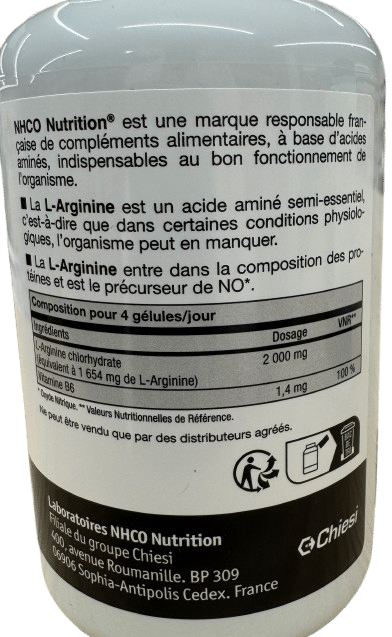 NHCO Nutrition® est une marque responsable fran-
çaise de compléments alimentaires, à base d'acides
aminés, indispensables au bon fonctionnement de
l'organisme.
■ La L-Arginine est un acide aminé semi-essentiel,
c'est-à-dire que dans certaines conditions physiolo-
giques, l'organisme peut en manquer.
■ La L-Arginine entre dans la composition des pro-
téines et est le précurseur de NO*.
Composition pour 4 gélules/jour
Ingrédients Dosage VNR**
L-Arginine chlorhydrate 2 000 mg
(équivalent à 1 654 mg de L-Arginine)
Vitamine B6 1,4 mg 100 %
* Oxyde Nitrique. ** Valeurs Nutritionnelles de Référence.
Ne peut être vendu que par des distributeurs agréés.
Laboratoires NHCO Nutrition
Filiale du groupe Chiesi
400, avenue Roumanille. BP 309
06906 Sophia-Antipolis Cedex. France
Chiesi